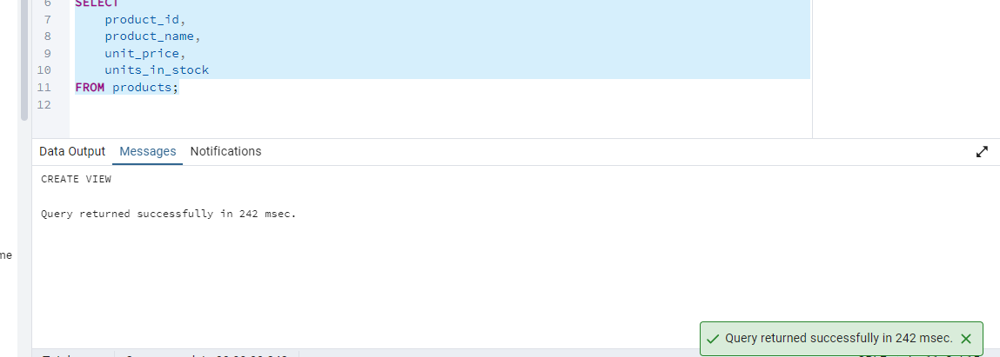 6 SELECT
7 product_id,
8 product_name,
9 unit_price,
10 units_in_stock
11 FROM products;
12
Data Output Messages Notifications
CREATE VIEW
Query returned successfully in 242 msec.
me
Query returned successfully in 242 msec.